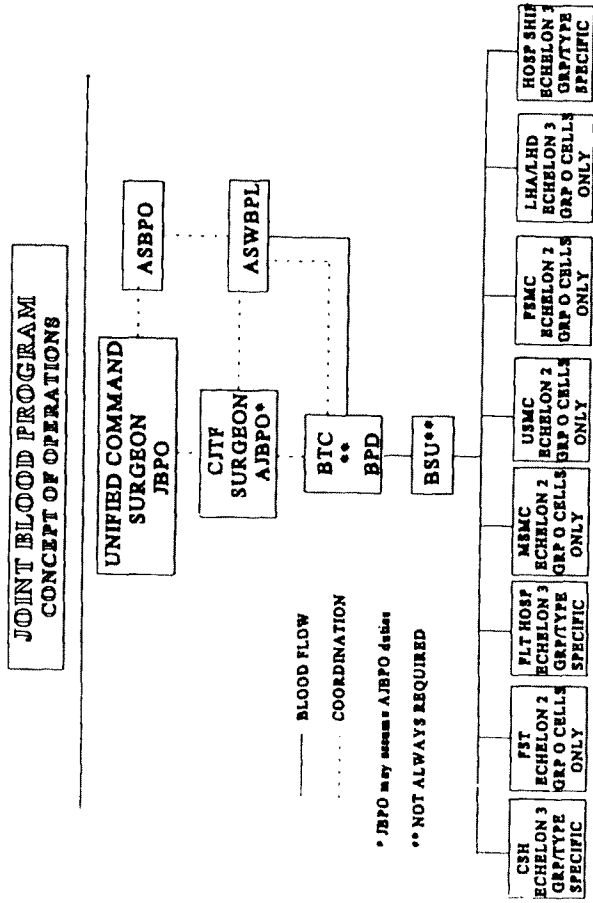 JOINT BLOOD PROGRAM
CONCEPT OF OPERATIONS
UNIFIED COMMAND
SURGEON
JBPO
ASBPO
CJTF
SURGEON
AJBPO*
ASWBPL
BTC
**
BPD
BSU**
BLOOD FLOW
COORDINATION
* JBPO may assume AJBPO duties
** NOT ALWAYS REQUIRED
CSH
ECHELON 3
GRP/TYPE
SPECIFIC
FST
ECHELON 2
GRP O CELLS
ONLY
FLT HOSP
ECHELON 3
GRP/TYPE
SPECIFIC
MSMC
ECHELON 2
GRP O CELLS
ONLY
USMC
ECHELON 2
GRP O CELLS
ONLY
FSMC
ECHELON 2
GRP O CELLS
ONLY
LHA/LHD
ECHELON 3
GRP O CELLS
ONLY
HOSP SHIP
ECHELON 3
GRP/TYPE
SPECIFIC